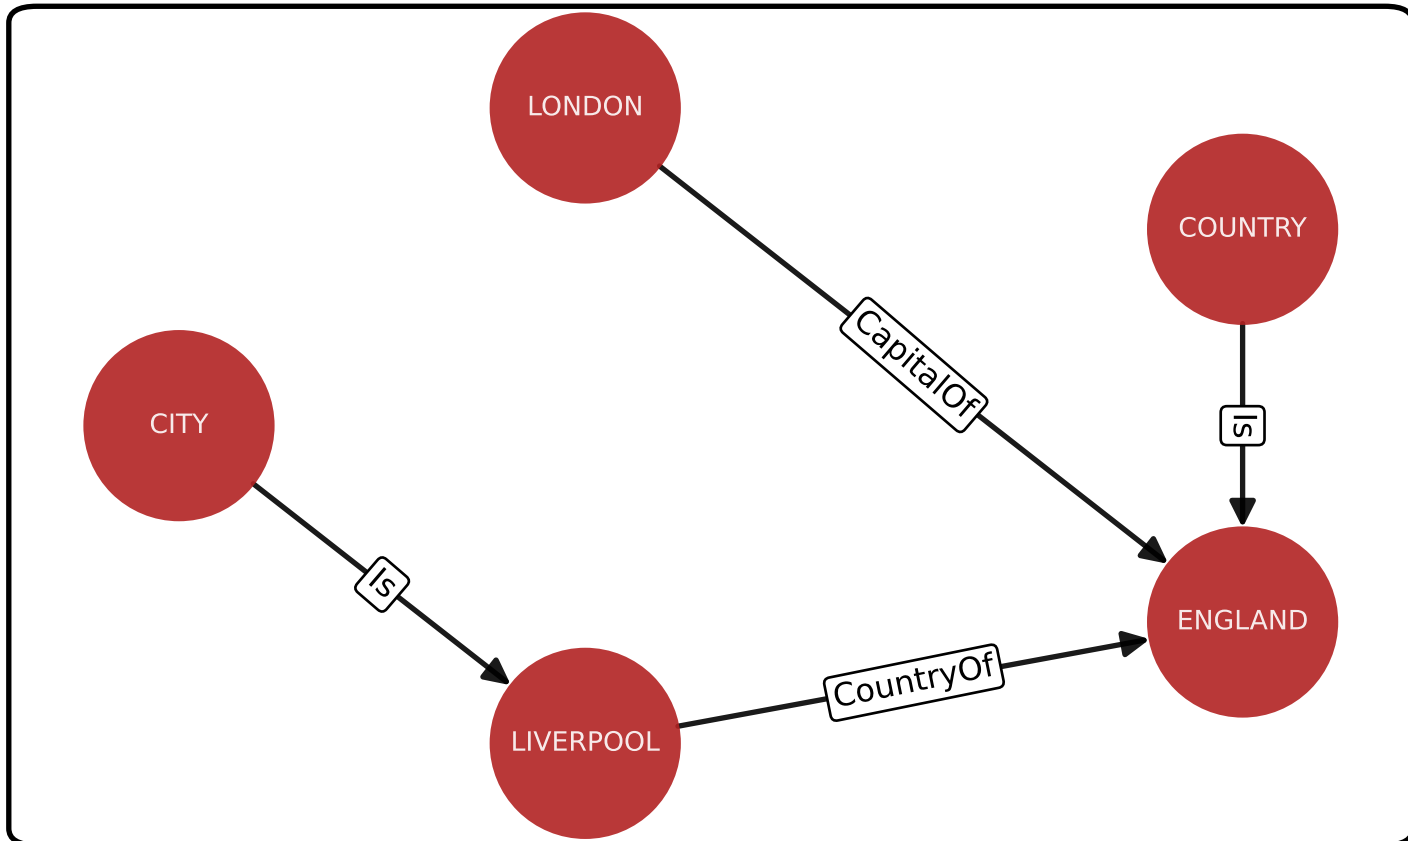 LONDON
COUNTRY
CapitalOf
CITY
Is
Is
ENGLAND
CountryOf
LIVERPOOL